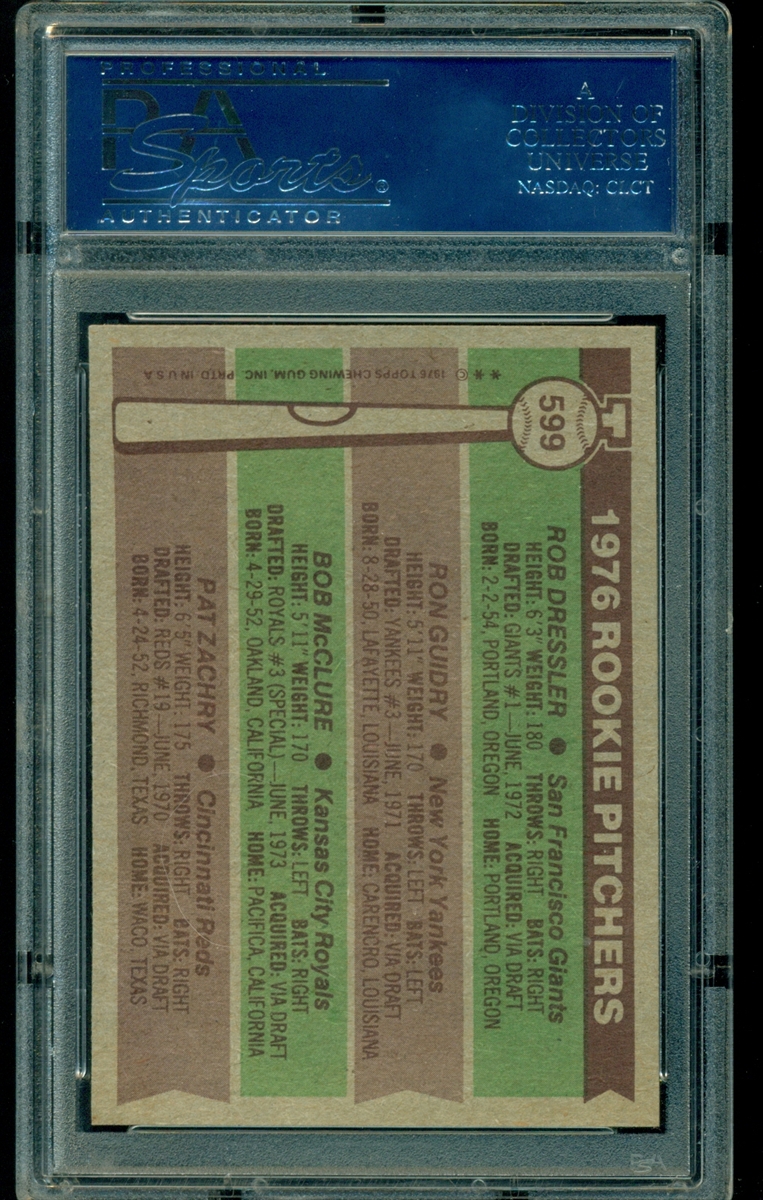 PROFESSIONAL
PSA
Sports®
AUTHENTICATOR
A
DIVISION OF
COLLECTORS
UNIVERSE
NASDAQ: CLCT
T
599
1976 ROOKIE PITCHERS
ROB DRESSLER ● San Francisco Giants
HEIGHT: 6'3" WEIGHT: 180 THROWS: RIGHT BATS: RIGHT
DRAFTED: GIANTS #1—JUNE, 1972 ACQUIRED: VIA DRAFT
BORN: 2-2-54, PORTLAND, OREGON HOME: PORTLAND, OREGON
RON GUIDRY ● New York Yankees
HEIGHT: 5'11" WEIGHT: 170 THROWS: LEFT BATS: LEFT
DRAFTED: YANKEES #3—JUNE, 1971 ACQUIRED: VIA DRAFT
BORN: 8-28-50, LAFAYETTE, LOUISIANA HOME: CARENCRO, LOUISIANA
BOB McCLURE ● Kansas City Royals
HEIGHT: 5'11" WEIGHT: 170 THROWS: LEFT BATS: RIGHT
DRAFTED: ROYALS #3 (SPECIAL)—JUNE, 1973 ACQUIRED: VIA DRAFT
BORN: 4-29-52, OAKLAND, CALIFORNIA HOME: PACIFICA, CALIFORNIA
PAT ZACHRY ● Cincinnati Reds
HEIGHT: 6'5" WEIGHT: 175 THROWS: RIGHT BATS: RIGHT
DRAFTED: REDS #19—JUNE, 1970 ACQUIRED: VIA DRAFT
BORN: 4-24-52, RICHMOND, TEXAS HOME: WACO, TEXAS
** © 1976 TOPPS CHEWING GUM, INC. PRTD. IN U.S.A.
PSA